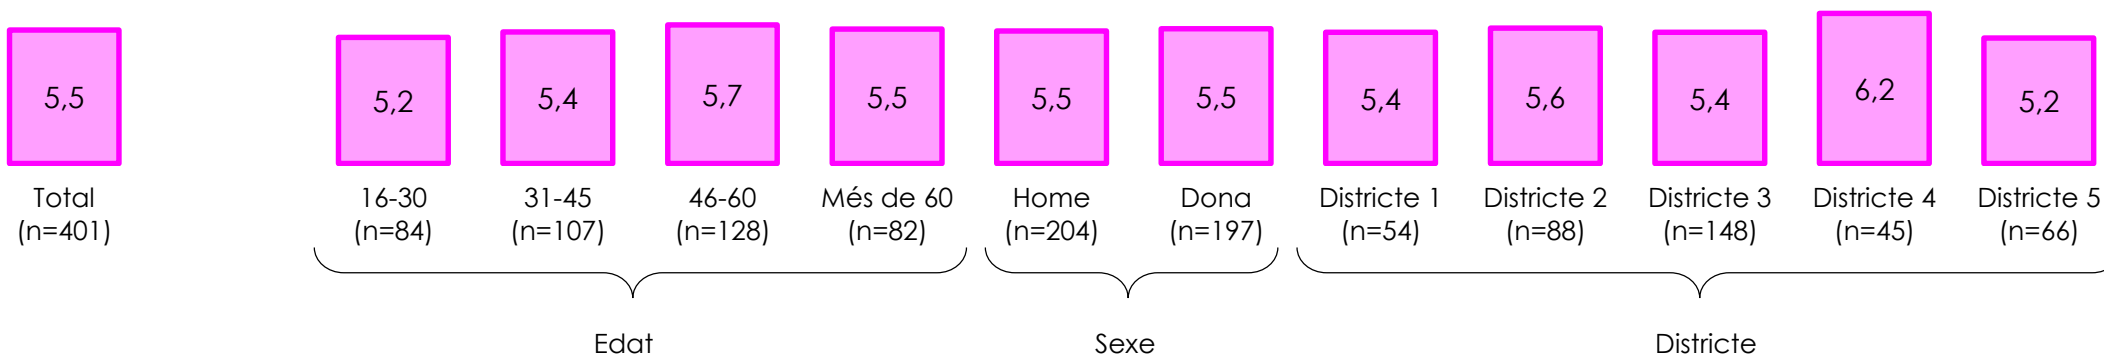 5,5
5,2
5,4
5,7
5,5
5,5
5,5
5,4
5,6
5,4
6,2
5,2
Total
(n=401)
16-30
(n=84)
31-45
(n=107)
46-60
(n=128)
Més de 60
(n=82)
Home
(n=204)
Dona
(n=197)
Districte 1
(n=54)
Districte 2
(n=88)
Districte 3
(n=148)
Districte 4
(n=45)
Districte 5
(n=66)
Edat
Sexe
Districte